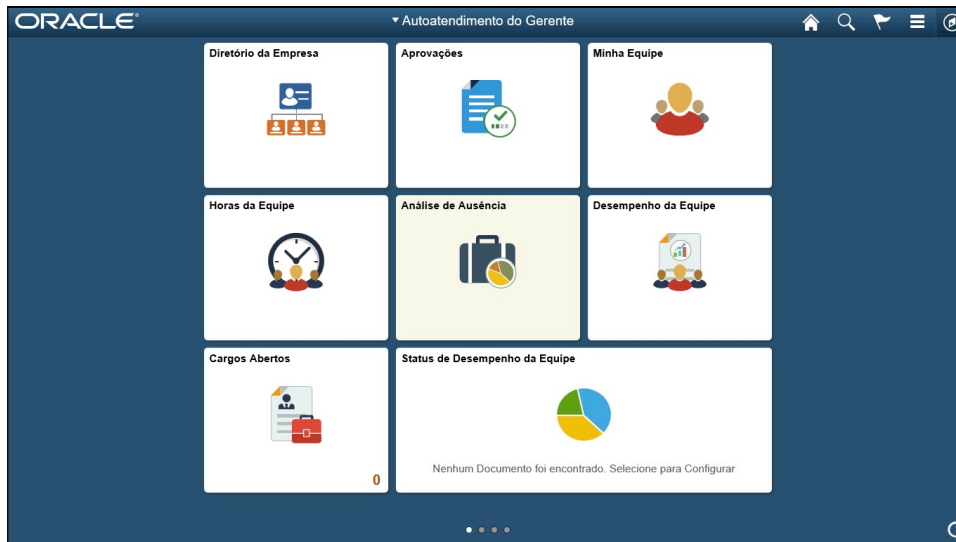 ORACLE
Autoatendimento do Gerente
Diretório da Empresa
Aprovações
Minha Equipe
Horas da Equipe
Análise de Ausência
Desempenho da Equipe
Cargos Abertos
0
Status de Desempenho da Equipe
Nenhum Documento foi encontrado. Selecione para Configurar